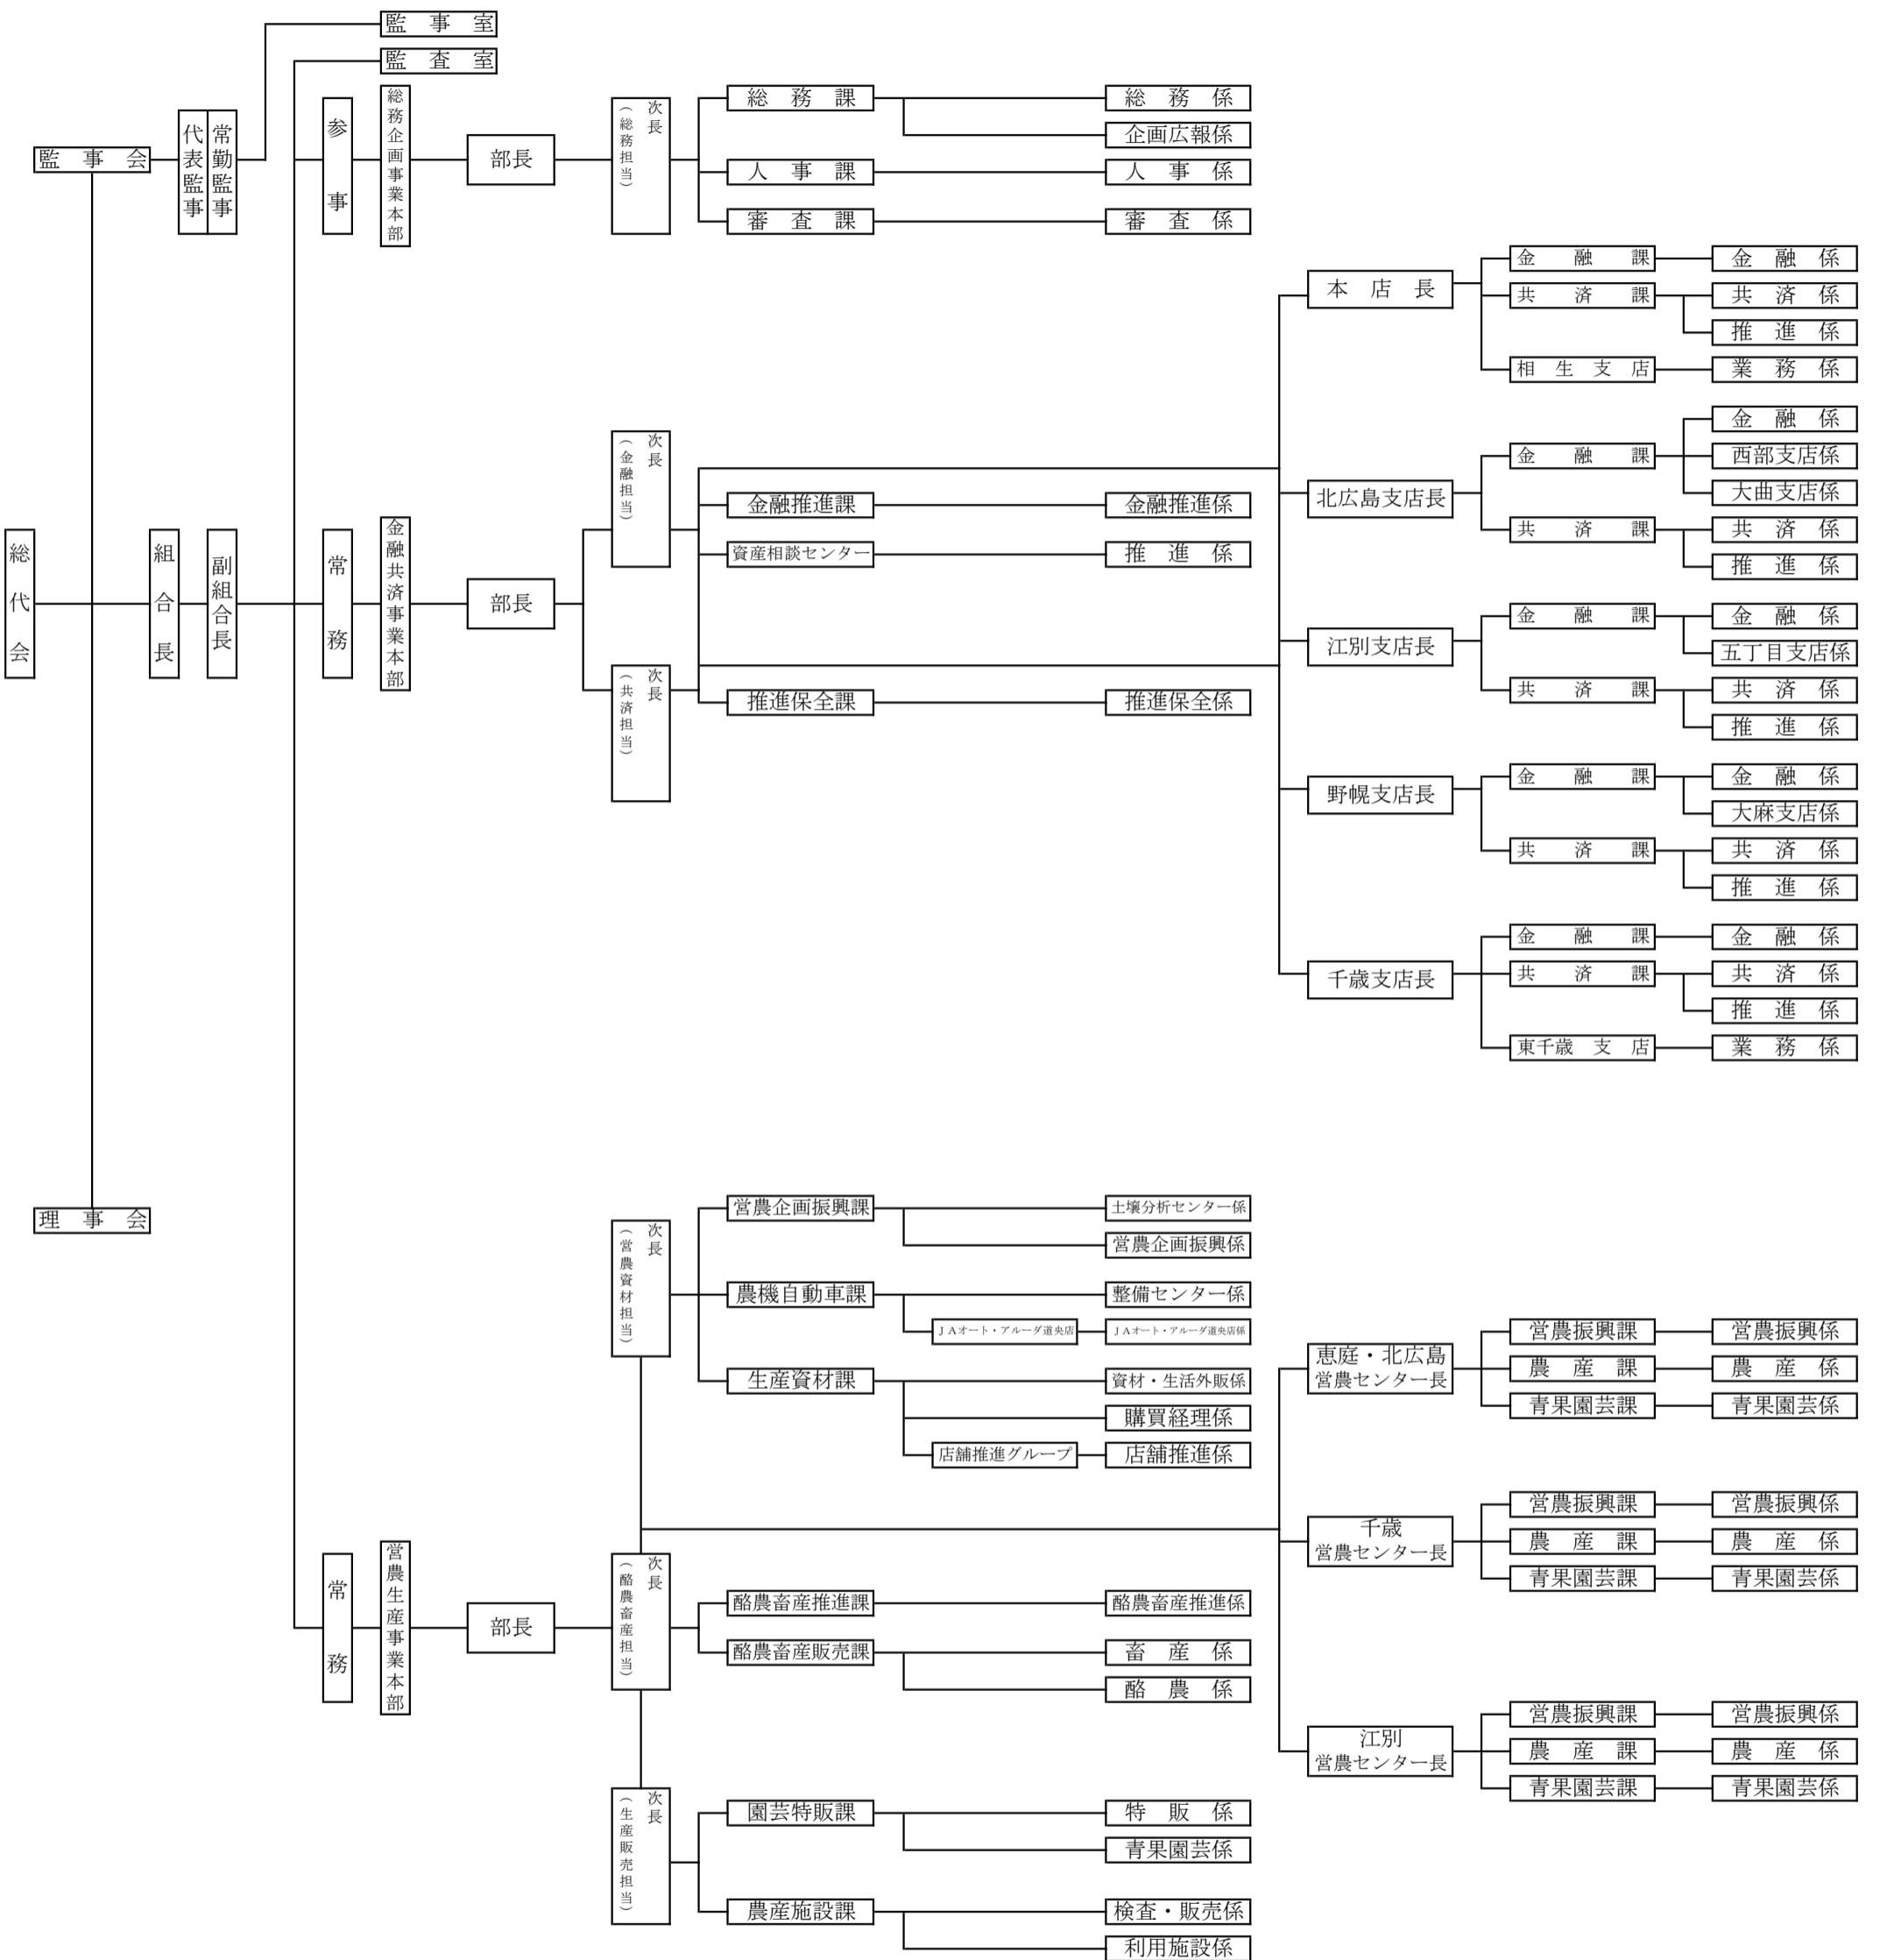 監事室
監査室
監事会
代表監事
常勤監事
参事
総務企画事業本部
部長
次長
（総務担当）
総務課
総務係
企画広報係
人事課
人事係
審査課
審査係
総代会
組合長
副組合長
常務
金融共済事業本部
部長
次長
（金融担当）
金融推進課
金融推進係
資産相談センター
推進係
次長
（共済担当）
推進保全課
推進保全係
本店長
金融課
金融係
共済課
共済係
推進係
相生支店
業務係
北広島支店長
金融課
金融係
西部支店係
大曲支店係
共済課
共済係
推進係
江別支店長
金融課
金融係
五丁目支店係
共済課
共済係
推進係
野幌支店長
金融課
金融係
大麻支店係
共済課
共済係
推進係
千歳支店長
金融課
金融係
共済課
共済係
推進係
東千歳支店
業務係
理事会
常務
営農生産事業本部
部長
次長
（営農資材担当）
営農企画振興課
土壌分析センター係
営農企画振興係
農機自動車課
整備センター係
ＪＡオート・アルーダ道央店
ＪＡオート・アルーダ道央店係
生産資材課
資材・生活外販係
購買経理係
店舗推進グループ
店舗推進係
次長
（酪農畜産担当）
酪農畜産推進課
酪農畜産推進係
酪農畜産販売課
畜産係
酪農係
次長
（生産販売担当）
園芸特販課
特販係
青果園芸係
農産施設課
検査・販売係
利用施設係
恵庭・北広島
営農センター長
営農振興課
営農振興係
農産課
農産係
青果園芸課
青果園芸係
千歳
営農センター長
営農振興課
営農振興係
農産課
農産係
青果園芸課
青果園芸係
江別
営農センター長
営農振興課
営農振興係
農産課
農産係
青果園芸課
青果園芸係